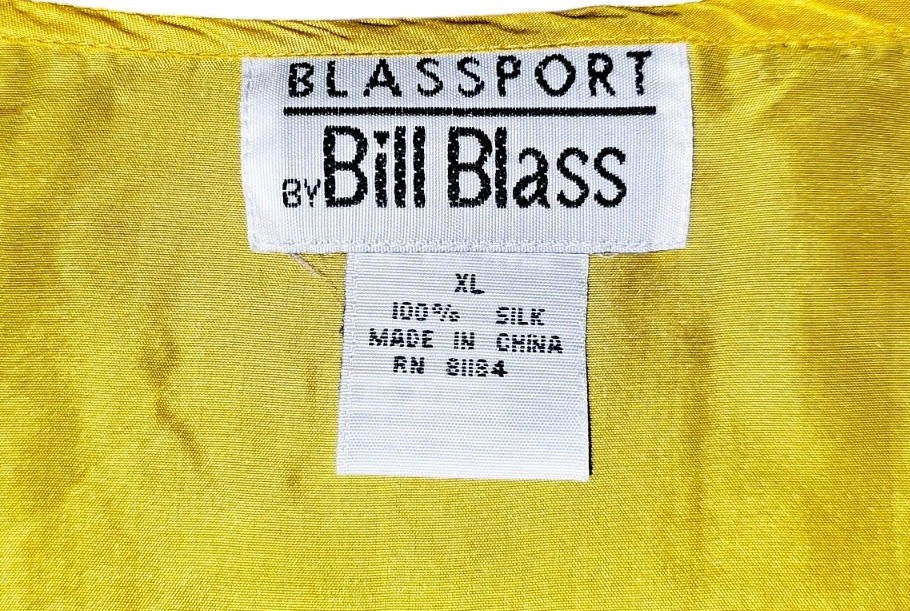 BLASSPORT
BY Bill Blass
XL
100% SILK
MADE IN CHINA
RN 81184